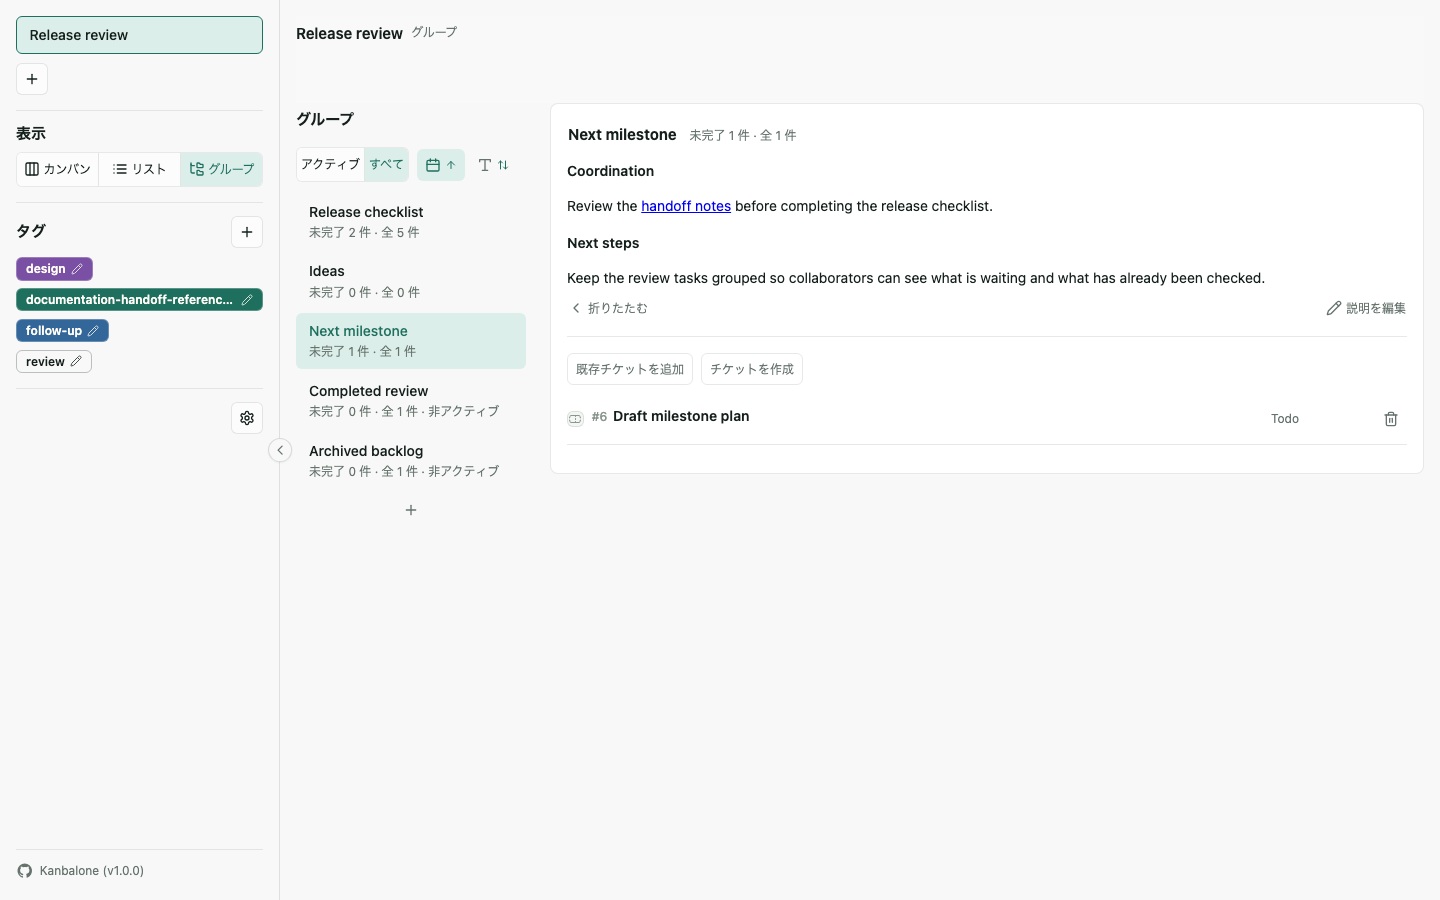 Release review
表示
カンバン
リスト
グループ
タグ
design
documentation-handoff-referenc...
follow-up
review
Kanbalone (v1.0.0)
Release review グループ
グループ
アクティブ すべて
Release checklist
未完了 2 件 · 全 5 件
Ideas
未完了 0 件 · 全 0 件
Next milestone
未完了 1 件 · 全 1 件
Completed review
未完了 0 件 · 全 1 件 · 非アクティブ
Archived backlog
未完了 0 件 · 全 1 件 · 非アクティブ
Next milestone 未完了 1 件 · 全 1 件
Coordination
Review the handoff notes before completing the release checklist.
Next steps
Keep the review tasks grouped so collaborators can see what is waiting and what has already been checked.
折りたたむ
説明を編集
既存チケットを追加 チケットを作成
#6 Draft milestone plan Todo